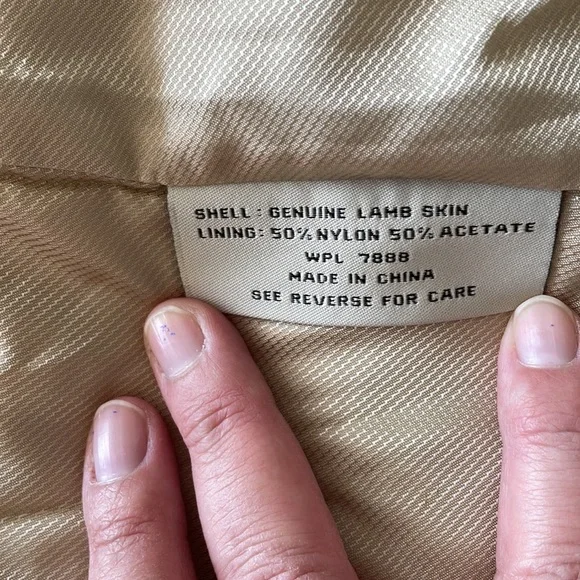 SHELL : GENUINE LAMB SKIN
LINING: 50% NYLON 50% ACETATE
WPL 7888
MADE IN CHINA
SEE REVERSE FOR CARE